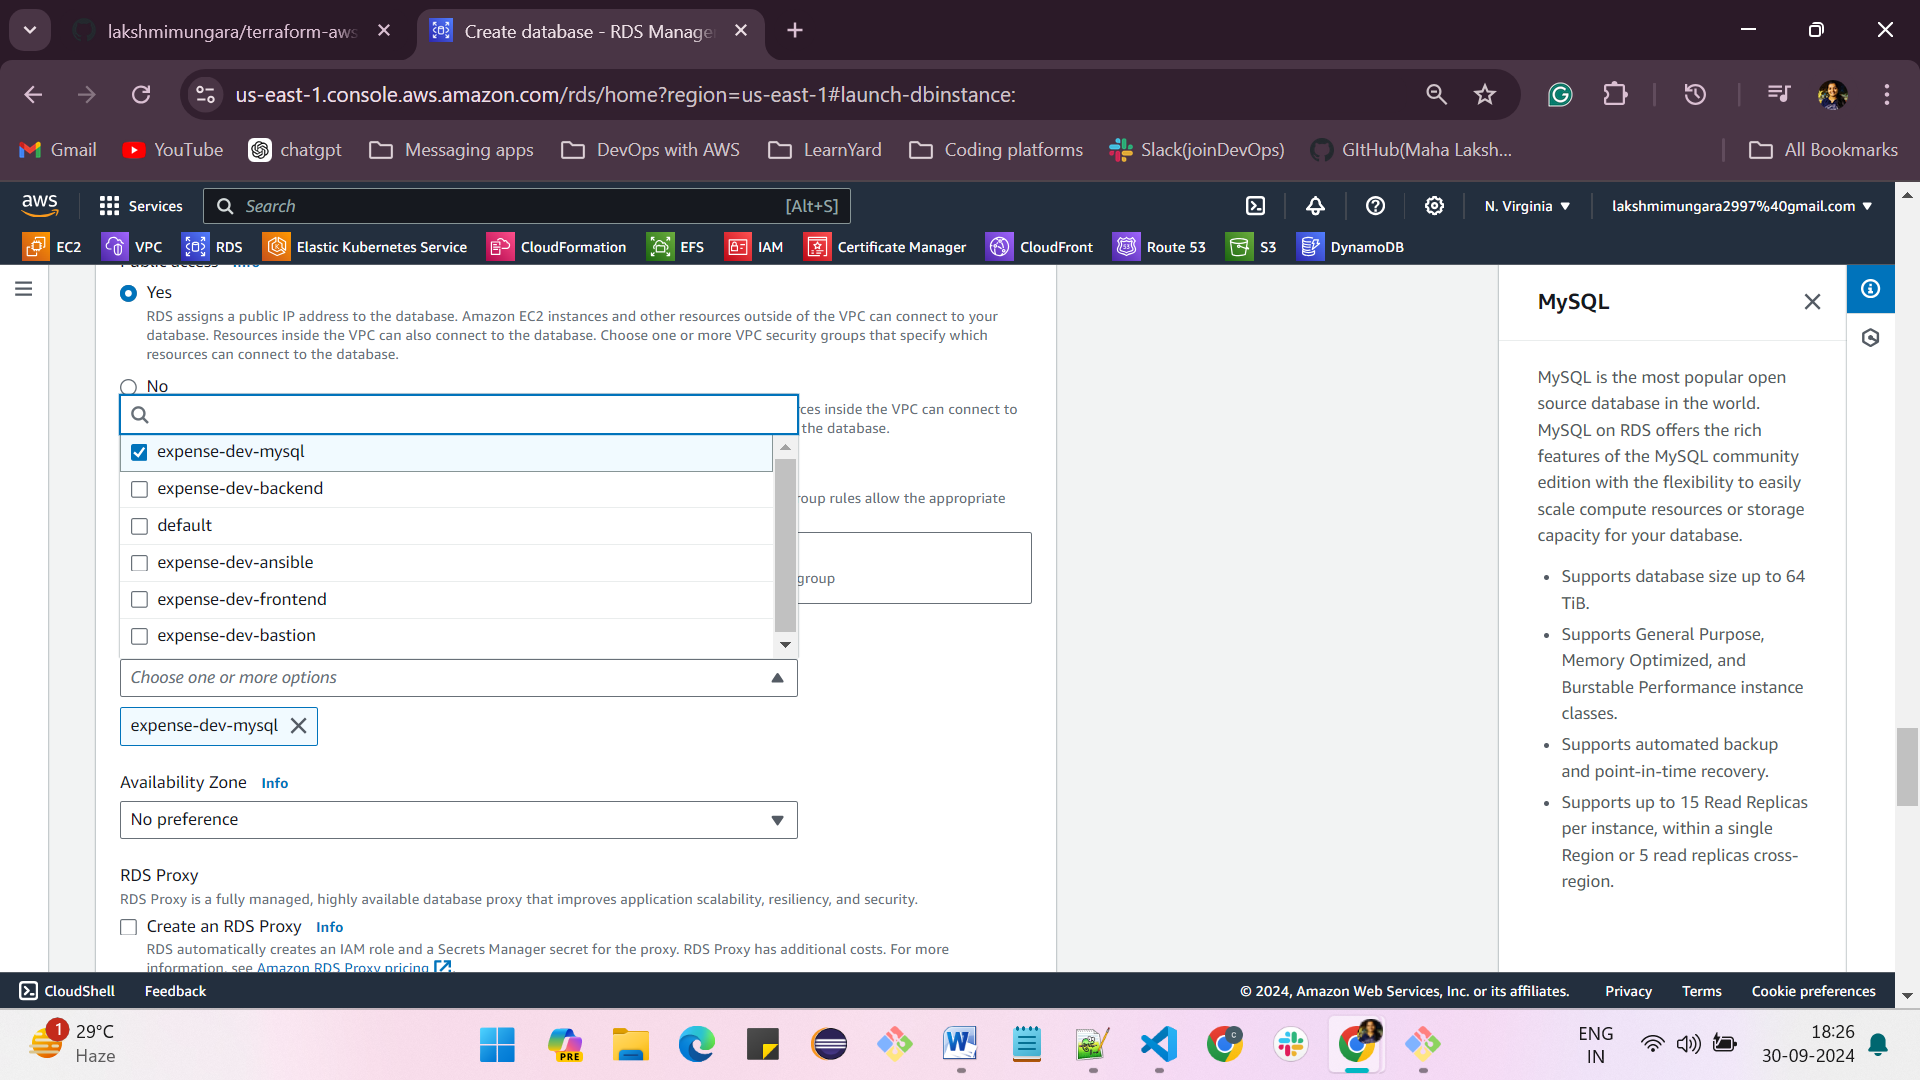 lakshmimungara/terraform-aws
Create database - RDS Manage
us-east-1.console.aws.amazon.com/rds/home?region=us-east-1#launch-dbinstance:
Gmail
YouTube
chatgpt
Messaging apps
DevOps with AWS
LearnYard
Coding platforms
Slack(joinDevOps)
GItHub(Maha Laksh...
All Bookmarks
aws
Services
Search
[Alt+S]
N. Virginia
lakshmimungara2997%40gmail.com
EC2
VPC
RDS
Elastic Kubernetes Service
CloudFormation
EFS
IAM
Certificate Manager
CloudFront
Route 53
S3
DynamoDB
Public access Info
Yes
RDS assigns a public IP address to the database. Amazon EC2 instances and other resources outside of the VPC can connect to your
database. Resources inside the VPC can also connect to the database. Choose one or more VPC security groups that specify which
resources can connect to the database.
No
ces inside the VPC can connect to
the database.
expense-dev-mysql
expense-dev-backend
roup rules allow the appropriate
default
expense-dev-ansible
group
expense-dev-frontend
expense-dev-bastion
Choose one or more options
expense-dev-mysql
Availability Zone Info
No preference
RDS Proxy
RDS Proxy is a fully managed, highly available database proxy that improves application scalability, resiliency, and security.
Create an RDS Proxy Info
RDS automatically creates an IAM role and a Secrets Manager secret for the proxy. RDS Proxy has additional costs. For more
information, see Amazon RDS Proxy pricing
MySQL
MySQL is the most popular open
source database in the world.
MySQL on RDS offers the rich
features of the MySQL community
edition with the flexibility to easily
scale compute resources or storage
capacity for your database.
• Supports database size up to 64
TiB.
• Supports General Purpose,
Memory Optimized, and
Burstable Performance instance
classes.
• Supports automated backup
and point-in-time recovery.
• Supports up to 15 Read Replicas
per instance, within a single
Region or 5 read replicas cross-
region.
CloudShell
Feedback
© 2024, Amazon Web Services, Inc. or its affiliates.
Privacy
Terms
Cookie preferences
1
29°C
Haze
PRE
ENG
IN
18:26
30-09-2024